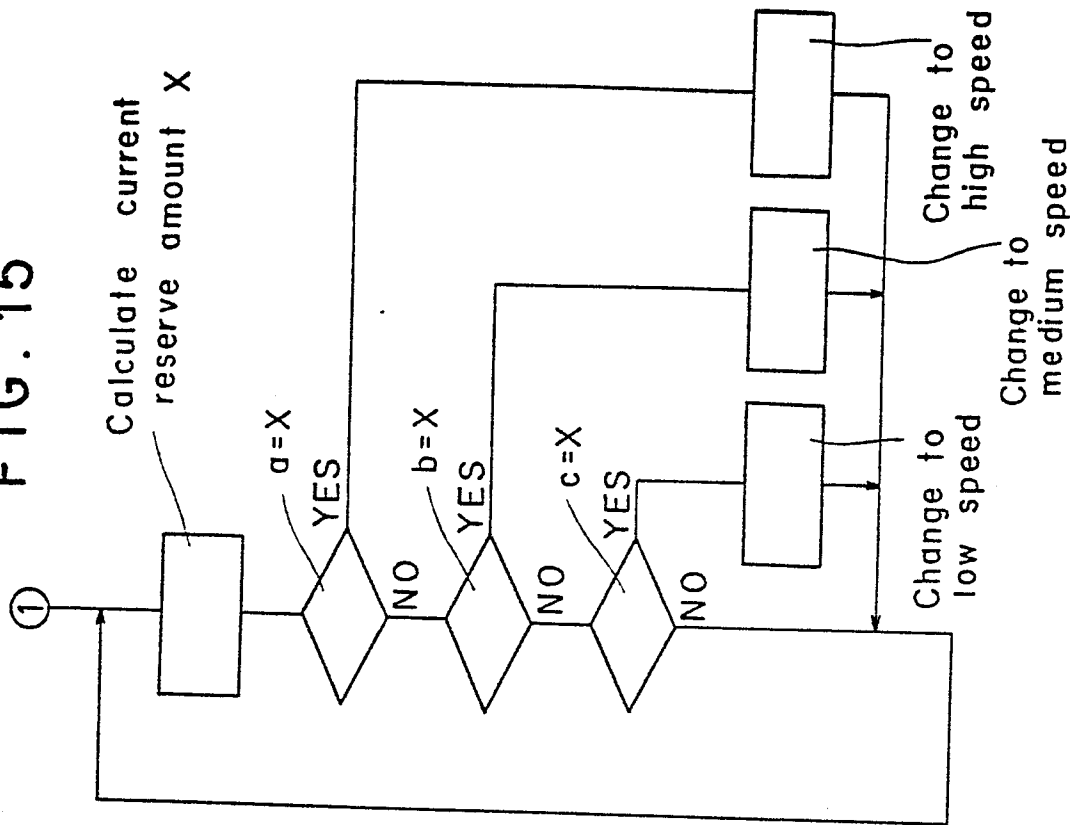 FIG. 15
1
Calculate current
reserve amount X
a=X
YES
NO
b=X
YES
NO
c=X
YES
NO
Change to
low speed
Change to
medium speed
Change to
high speed